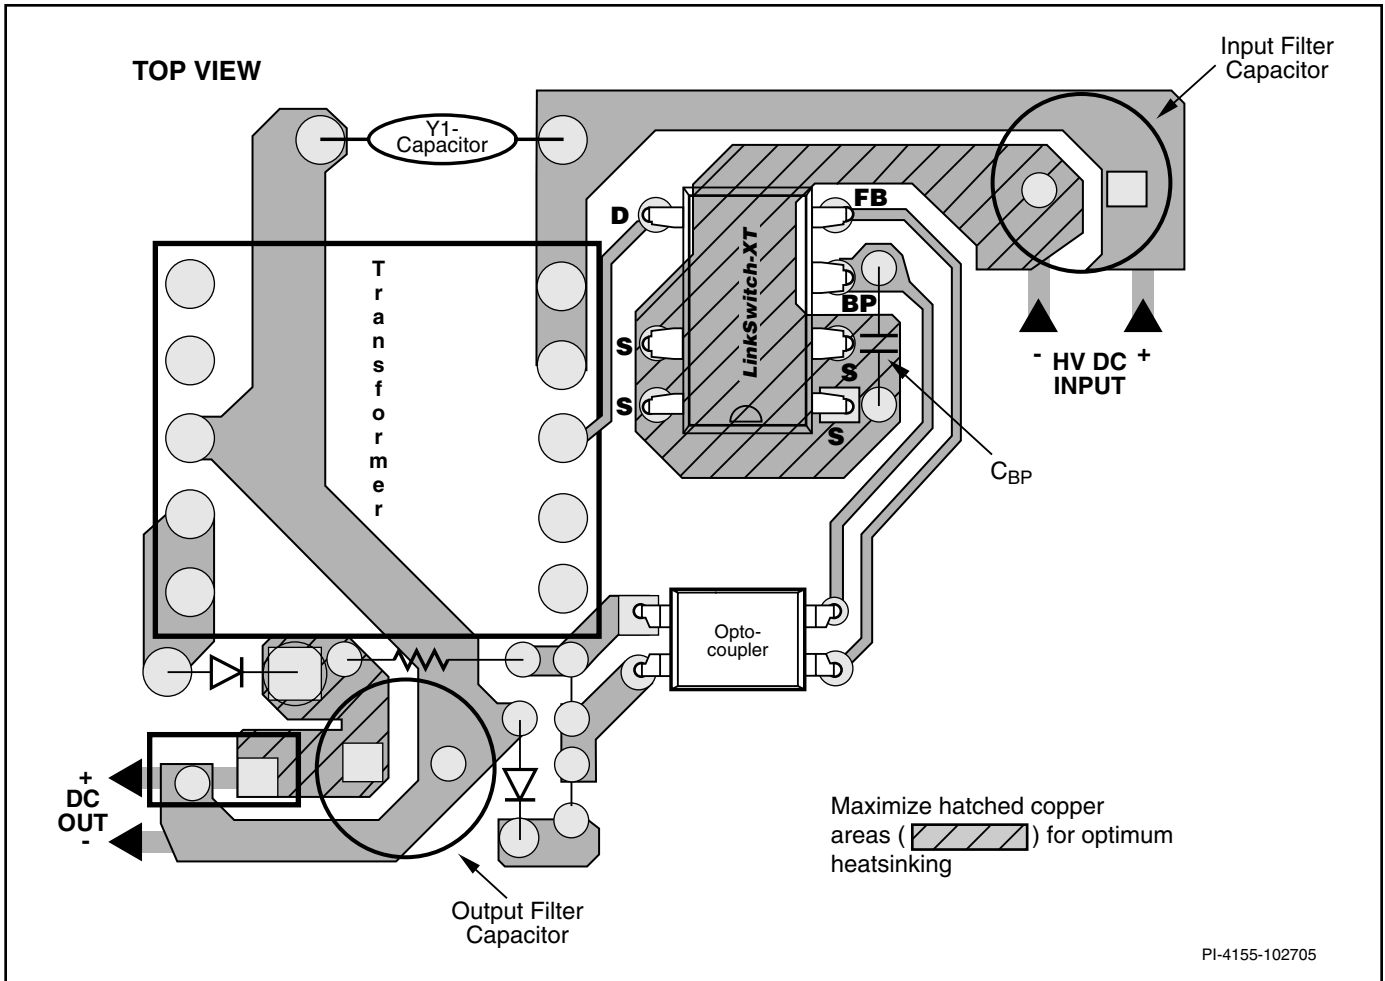 TOP VIEW
Input Filter
Capacitor
Y1-
Capacitor
D
FB
Transformer
LinkSwitch-XT
BP
S
S
S
S
- HV DC +
INPUT
CBP
Opto-
coupler
+
DC
OUT
-
Maximize hatched copper
areas ( ) for optimum
heatsinking
Output Filter
Capacitor
PI-4155-102705